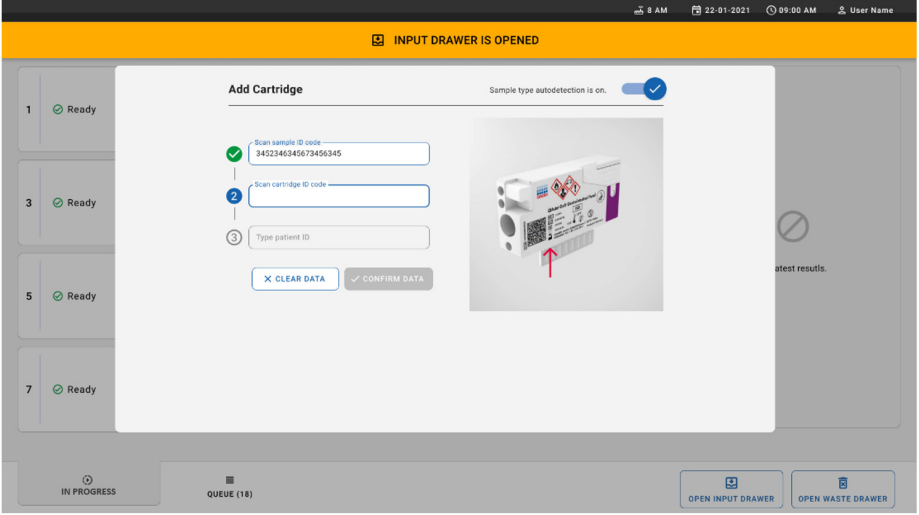 8 AM 22-01-2021 09:00 AM User Name
INPUT DRAWER IS OPENED
Add Cartridge
Sample type autodetection is on.
1 Ready
Scan sample ID code
3452346345673456345
Scan cartridge ID code
2
3 Ready
3 Type patient ID
CLEAR DATA CONFIRM DATA
atest resutls.
5 Ready
7 Ready
IN PROGRESS
QUEUE (18)
OPEN INPUT DRAWER
OPEN WASTE DRAWER